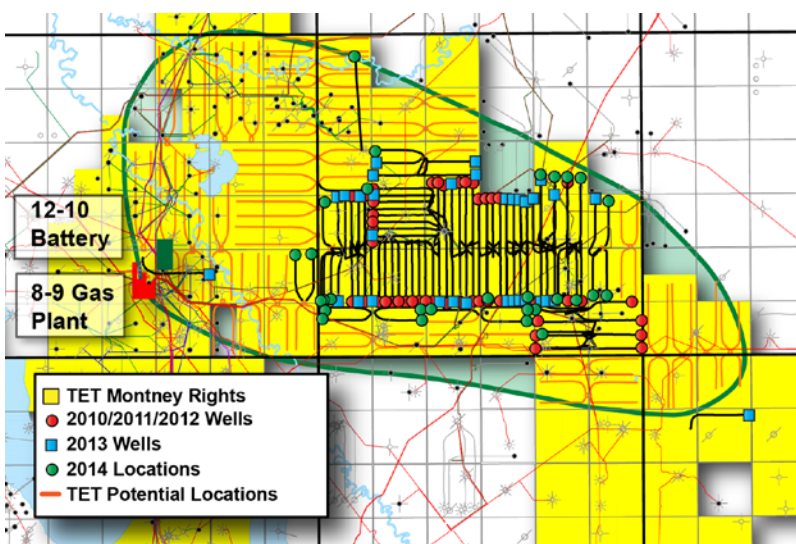 12-10
Battery
8-9 Gas
Plant
TET Montney Rights
2010/2011/2012 Wells
2013 Wells
2014 Locations
TET Potential Locations